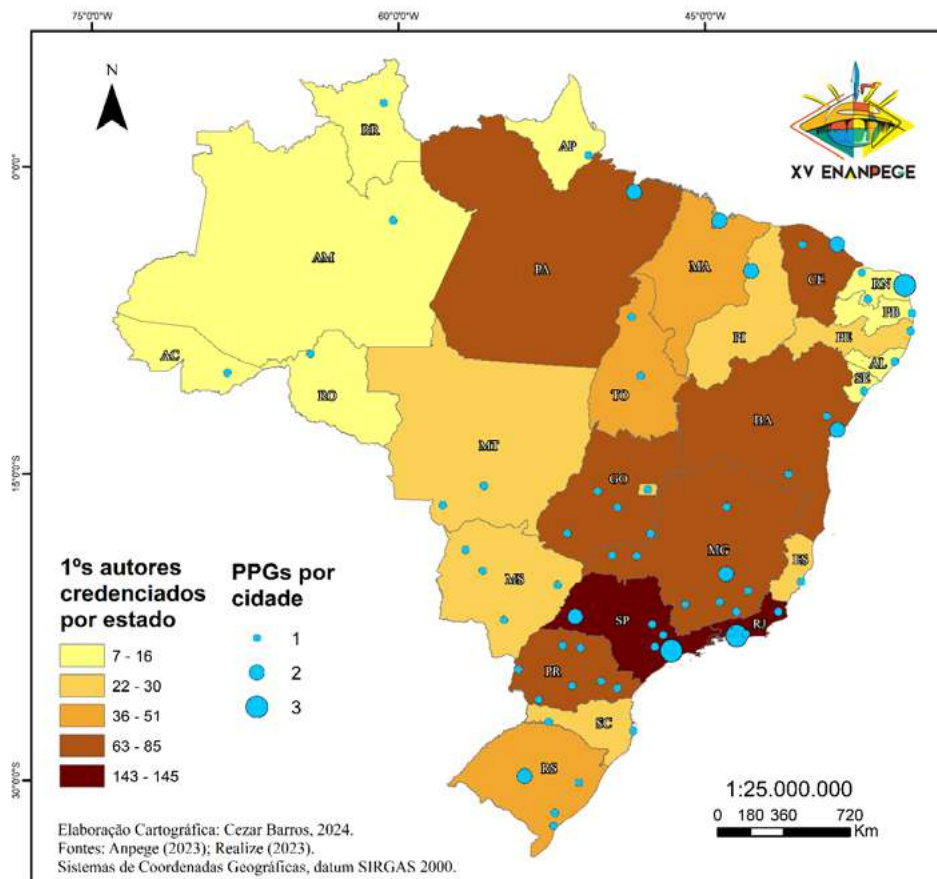 75°0'0"W 60°0'0"W 45°0'0"W
N
XV ENANPEGE
0°0'0"
15°0'0"S
30°0'0"S
RR
AP
AM
PA
MA
CE
RN
PB
PI
PE
AC
AL
SE
RO
TO
BA
MT
GO
MG
ES
MS
SP
RJ
PR
SC
RS
1ºs autores
credenciados
por estado
7 - 16
22 - 30
36 - 51
63 - 85
143 - 145
PPGs por
cidade
1
2
3
1:25.000.000
0 180 360 720
Km
Elaboração Cartográfica: Cezar Barros, 2024.
Fontes: Anpege (2023); Realize (2023).
Sistemas de Coordenadas Geográficas, datum SIRGAS 2000.